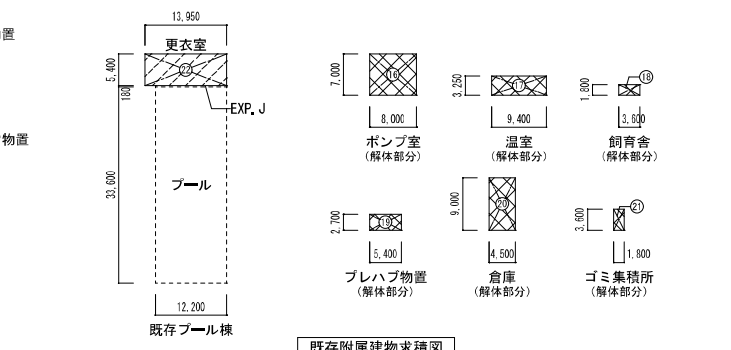 置
物置
13,950
更衣室
5,400
22
180
EXP.J
33,600
プール
12,200
既存プール棟
7,000
16
8,000
ポンプ室
(解体部分)
3,250
17
9,400
温室
(解体部分)
1,800
18
3,600
飼育舎
(解体部分)
2,700
19
5,400
プレハブ物置
(解体部分)
9,000
20
4,500
倉庫
(解体部分)
3,600
21
1,800
ゴミ集積所
(解体部分)
既存附属建物求積図